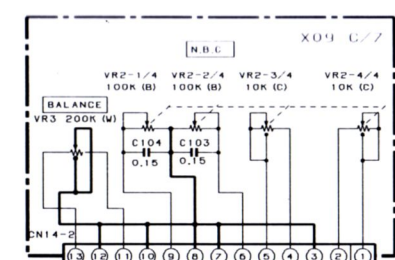 X09 C/7
N.B.C
VR2-1/4 VR2-2/4 VR2-3/4 VR2-4/4
100K (B) 100K (B) 10K (C) 10K (C)
BALANCE
VR3 200K (W)
C104 C103
0.15 0.15
CN14-2
13 12 11 10 9 8 7 6 5 4 3 2 1